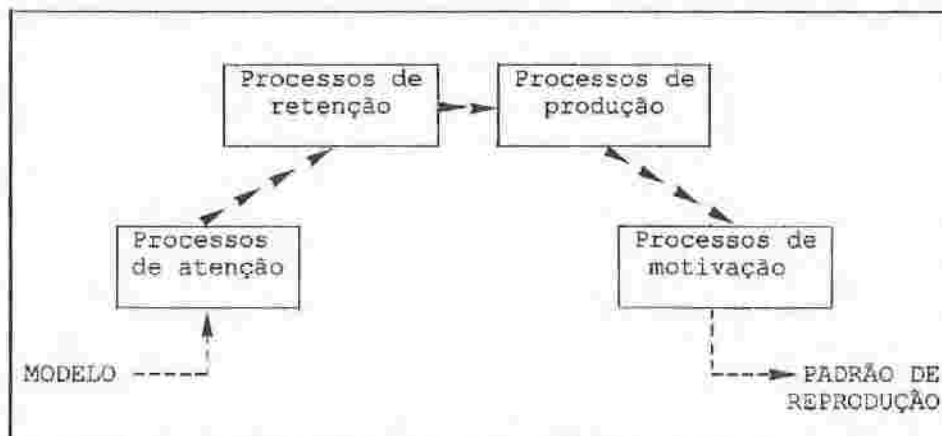 Processos de
retenção
Processos de
produção
Processos
de atenção
Processos de
motivação
MODELO
PADRÃO DE
REPRODUÇÃO